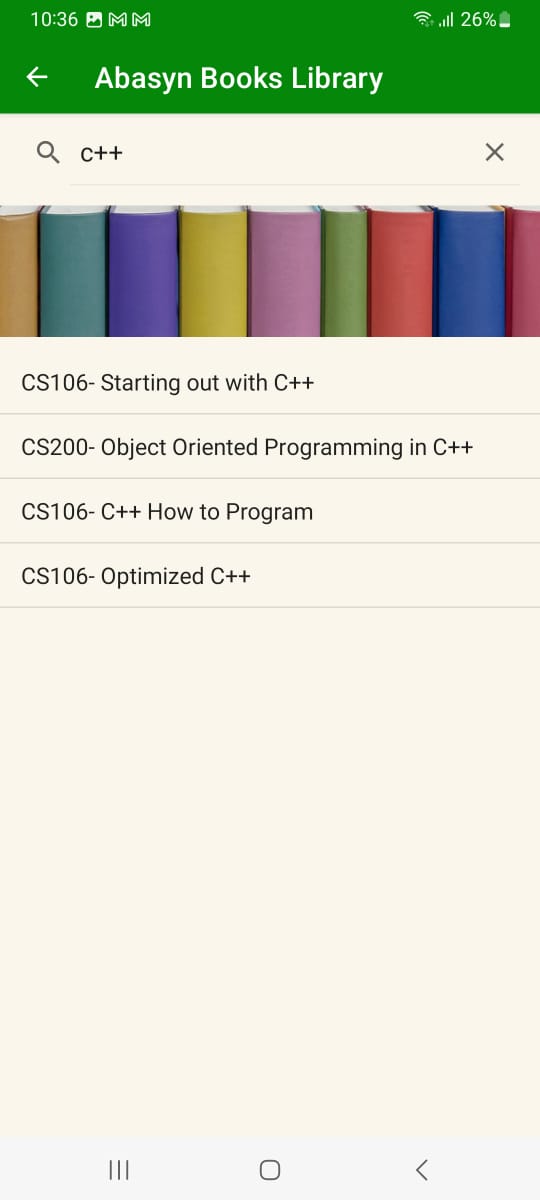 10:36 26%
Abasyn Books Library
c++
CS106- Starting out with C++
CS200- Object Oriented Programming in C++
CS106- C++ How to Program
CS106- Optimized C++